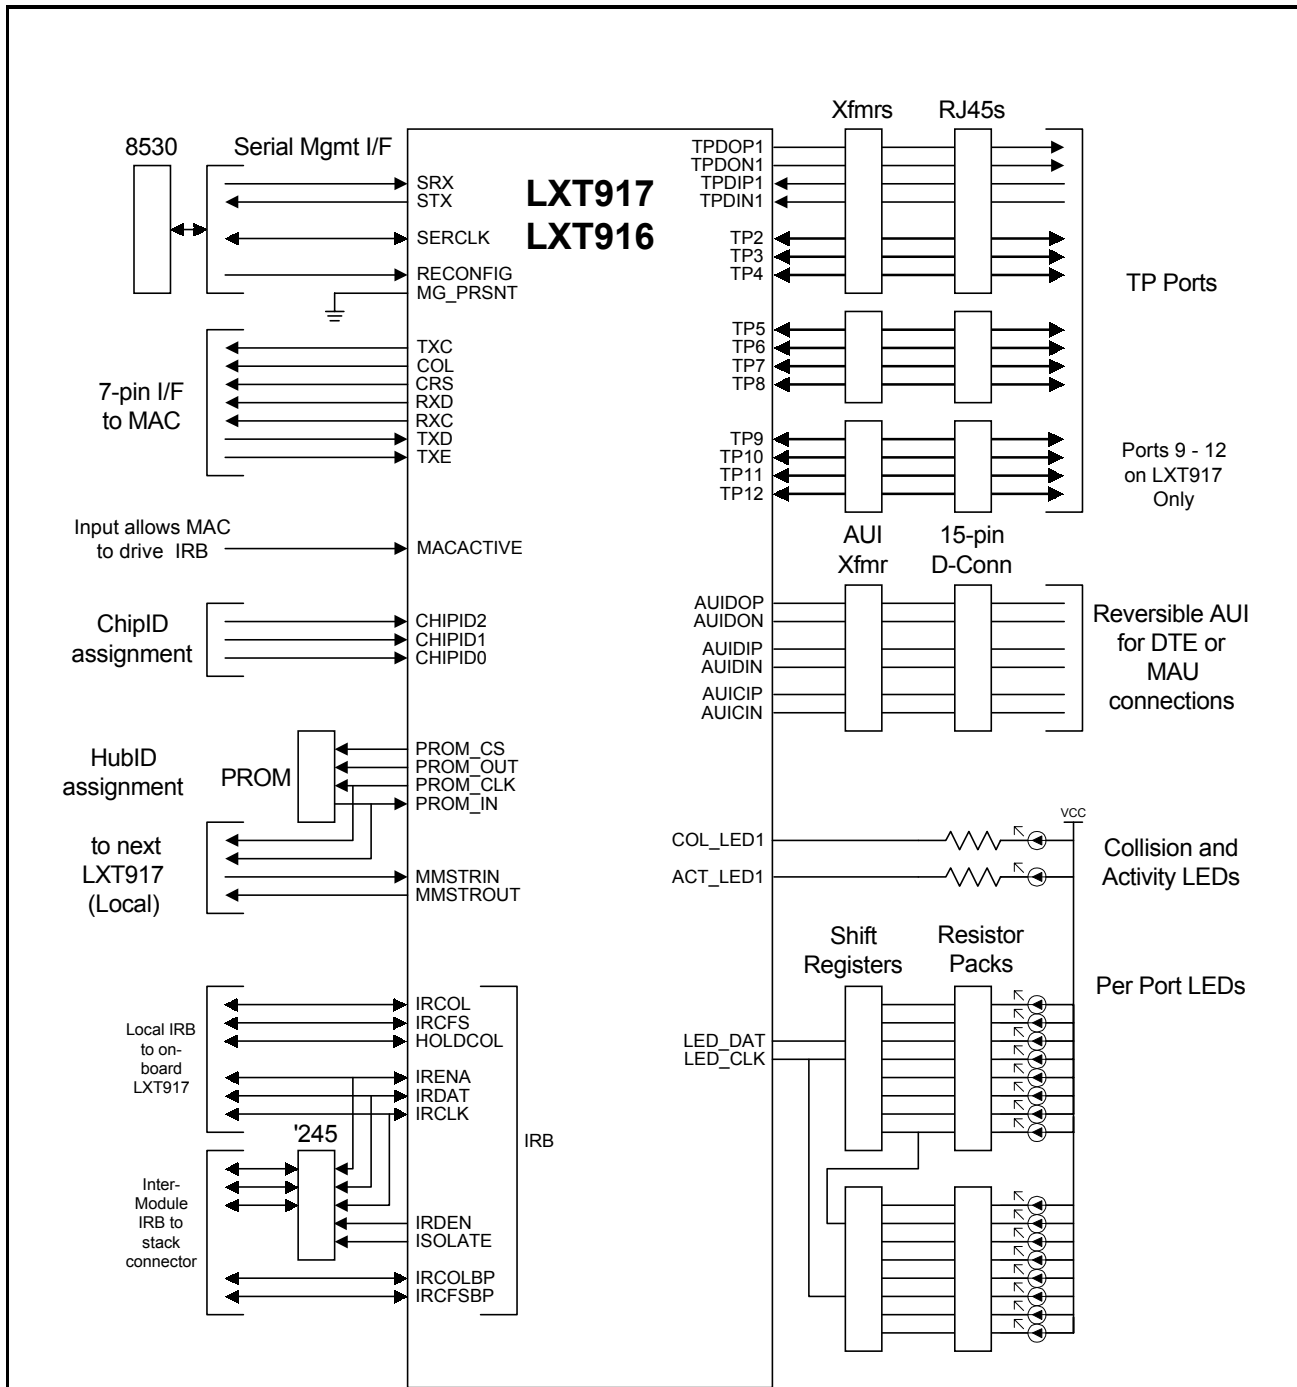 8530
Serial Mgmt I/F
SRX
STX
SERCLK
RECONFIG
MG_PRSNT
7-pin I/F
to MAC
TXC
COL
CRS
RXD
RXC
TXD
TXE
Input allows MAC
to drive IRB
MACACTIVE
ChipID
assignment
CHIPID2
CHIPID1
CHIPID0
HubID
assignment
PROM
PROM_CS
PROM_OUT
PROM_CLK
PROM_IN
to next
LXT917
(Local)
MMSTRIN
MMSTROUT
Local IRB
to on-
board
LXT917
IRCOL
IRCFS
HOLDCOL
IRENA
IRDAT
IRCLK
'245
IRB
Inter-
Module
IRB to
stack
connector
IRDEN
ISOLATE
IRCOLBP
IRCFSBP
LXT917
LXT916
Xfmrs
RJ45s
TPDOP1
TPDON1
TPDIP1
TPDIN1
TP2
TP3
TP4
TP5
TP6
TP7
TP8
TP9
TP10
TP11
TP12
TP Ports
Ports 9 - 12
on LXT917
Only
AUI
Xfmr
15-pin
D-Conn
AUIDOP
AUIDON
AUIDIP
AUIDIN
AUICIP
AUICIN
Reversible AUI
for DTE or
MAU
connections
VCC
COL_LED1
ACT_LED1
Collision and
Activity LEDs
Shift
Registers
Resistor
Packs
Per Port LEDs
LED_DAT
LED_CLK